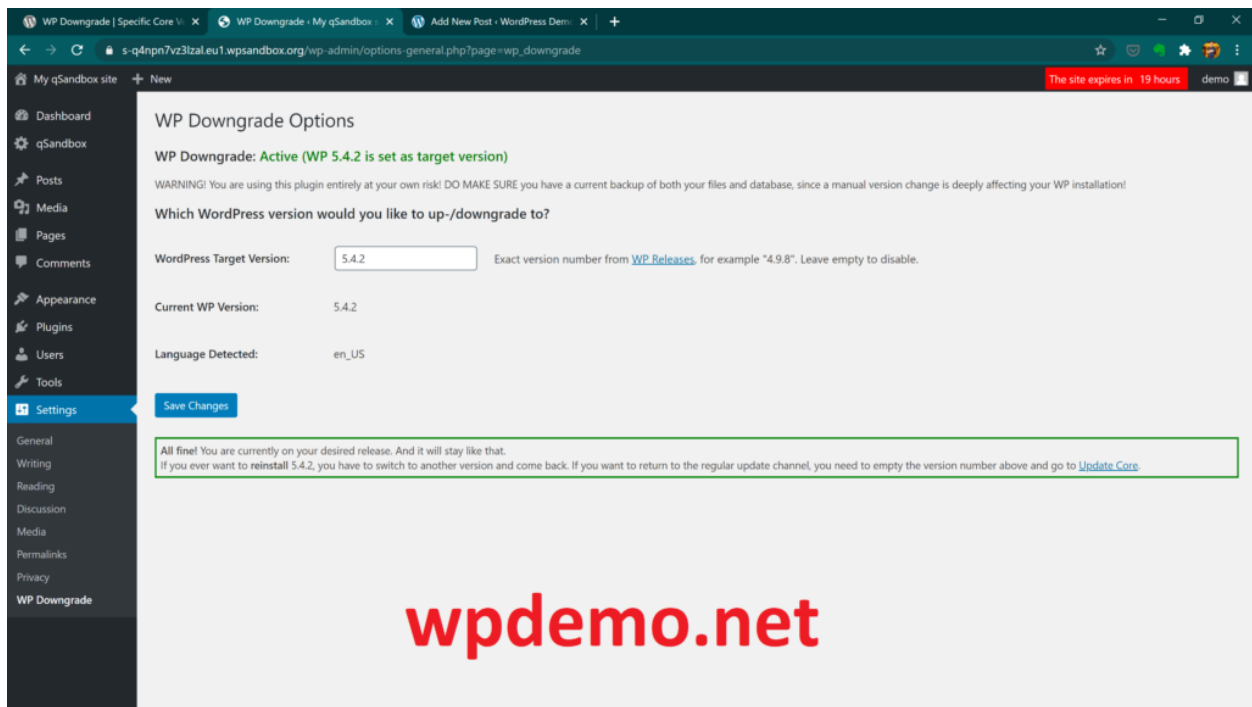 WP Downgrade | Specific Core V
WP Downgrade ‹ My qSandbox s
Add New Post ‹ WordPress Dem
s-q4npn7vz3lzal.eu1.wpsandbox.org/wp-admin/options-general.php?page=wp_downgrade
My qSandbox site + New
The site expires in 19 hours
demo
Dashboard
qSandbox
Posts
Media
Pages
Comments
Appearance
Plugins
Users
Tools
Settings
General
Writing
Reading
Discussion
Media
Permalinks
Privacy
WP Downgrade
WP Downgrade Options
WP Downgrade: Active (WP 5.4.2 is set as target version)
WARNING! You are using this plugin entirely at your own risk! DO MAKE SURE you have a current backup of both your files and database, since a manual version change is deeply affecting your WP installation!
Which WordPress version would you like to up-/downgrade to?
WordPress Target Version: 5.4.2 Exact version number from WP Releases, for example "4.9.8". Leave empty to disable.
Current WP Version: 5.4.2
Language Detected: en_US
Save Changes
All fine! You are currently on your desired release. And it will stay like that.
If you ever want to reinstall 5.4.2, you have to switch to another version and come back. If you want to return to the regular update channel, you need to empty the version number above and go to Update Core.
wpdemo.net